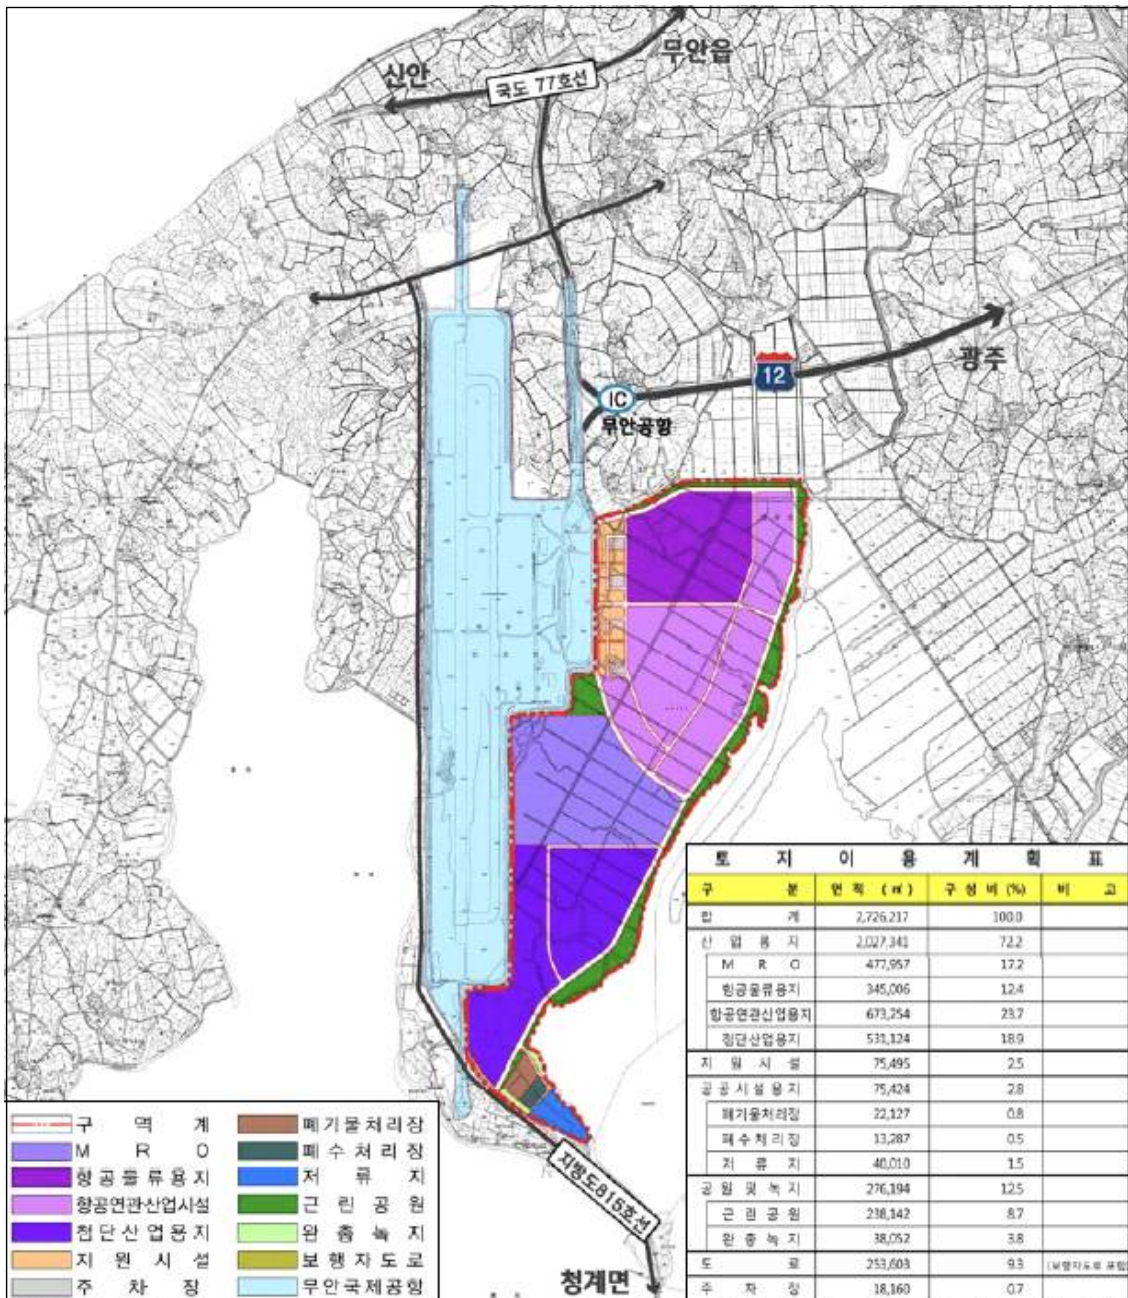 무안읍
신안
국도 77호선
12
광주
IC
무안공항
토 지 이 용 계 획 표
구 분 면 적 (㎡) 구 성 비 (%) 비 고
합 계 2,726,217 100.0
산 업 용 지 2,027,341 72.2
M R O 477,957 17.2
항공물류용지 345,006 12.4
항공연관산업용지 673,254 23.7
첨단산업용지 531,124 18.9
지 원 시 설 75,495 2.5
공 공 시 설 용 지 75,424 2.8
폐기물처리장 22,127 0.8
폐 수 처 리 장 13,287 0.5
저 류 지 40,010 1.5
공 원 및 녹 지 276,194 12.5
근 린 공 원 238,142 8.7
완 충 녹 지 38,052 3.8
도 로 253,603 9.3 (보행자도로 포함)
주 차 장 18,160 0.7
구 역 계
M R O
항 공 물 류 용 지
항공연관산업시설
첨 단 산 업 용 지
지 원 시 설
주 차 장
폐 기 물 처 리 장
폐 수 처 리 장
저 류 지
근 린 공 원
완 충 녹 지
보 행 자 도 로
무 안 국 제 공 항
지방도815호선
청계면